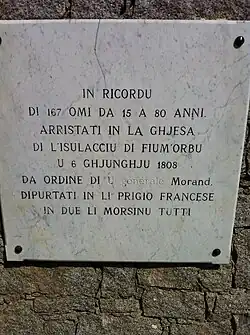 IN RICORDU
DI 167 OMI DA 15 A 80 ANNI.
ARRISTATI IN LA GHJESA
DI L'ISULACCIU DI FIUM'ORBU
U 6 GHJUNGHJU 1808
DA ORDINE DI U generale Morand.
DIPURTATI IN LI PRIGIO FRANCESE
IN DUE LI MORSINU TUTTI